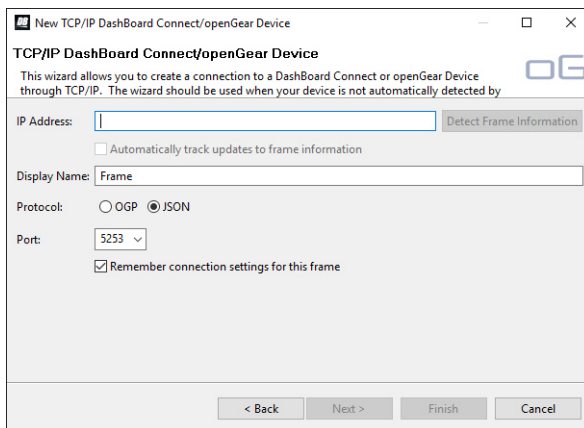 DB New TCP/IP DashBoard Connect/openGear Device
TCP/IP DashBoard Connect/openGear Device
This wizard allows you to create a connection to a DashBoard Connect or openGear Device
through TCP/IP. The wizard should be used when your device is not automatically detected by
oG
IP Address: Detect Frame Information
Automatically track updates to frame information
Display Name: Frame
Protocol: OGP JSON
Port: 5253
Remember connection settings for this frame
< Back Next > Finish Cancel